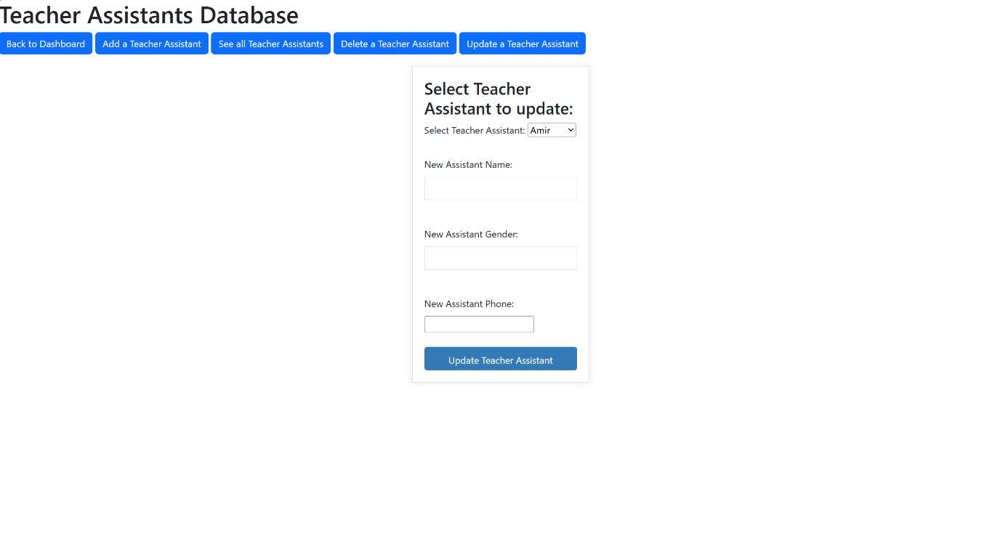 Teacher Assistants Database
Back to Dashboard Add a Teacher Assistant See all Teacher Assistants Delete a Teacher Assistant Update a Teacher Assistant
Select Teacher
Assistant to update:
Select Teacher Assistant: Amir
New Assistant Name:
New Assistant Gender:
New Assistant Phone:
Update Teacher Assistant